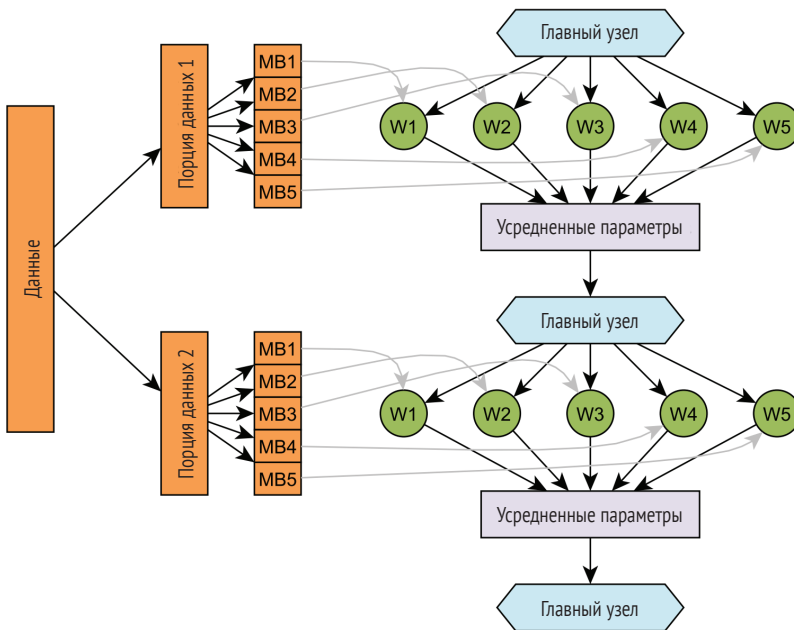 Данные
Порция данных 1
MB1
MB2
MB3
MB4
MB5
Главный узел
W1
W2
W3
W4
W5
Усредненные параметры
Главный узел
Порция данных 2
MB1
MB2
MB3
MB4
MB5
W1
W2
W3
W4
W5
Усредненные параметры
Главный узел